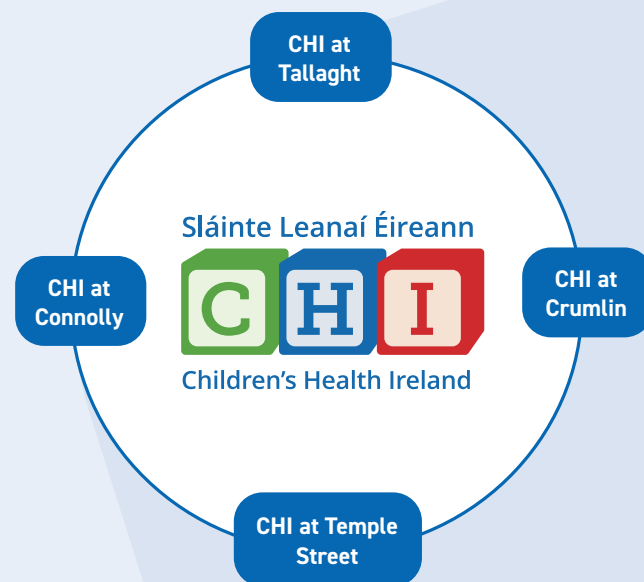 CHI at
Tallaght
Sláinte Leanaí Éireann
CHI at
Connolly
C H I
CHI at
Crumlin
Children's Health Ireland
CHI at Temple
Street